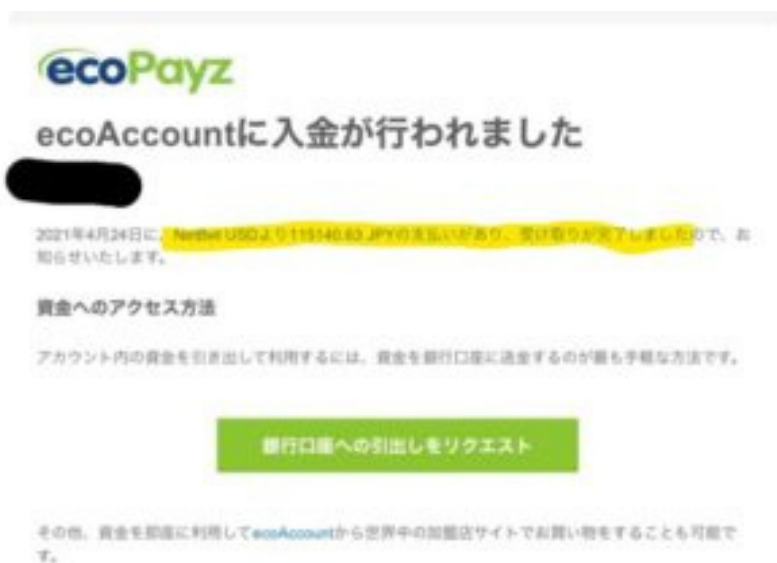 ecoPayz
ecoAccountに入金が行われました
2021年4月24日に、NetBet USDより115140.63 JPYの支払いがあり、受け取りが完了しましたので、お
知らせいたします。
資金へのアクセス方法
アカウント内の資金を引き出して利用するには、資金を銀行口座に送金するのが最も手軽な方法です。
銀行口座への引出しをリクエスト
その他、資金を即座に利用してecoAccountから世界中の加盟店サイトでお買い物をすることも可能で
す。